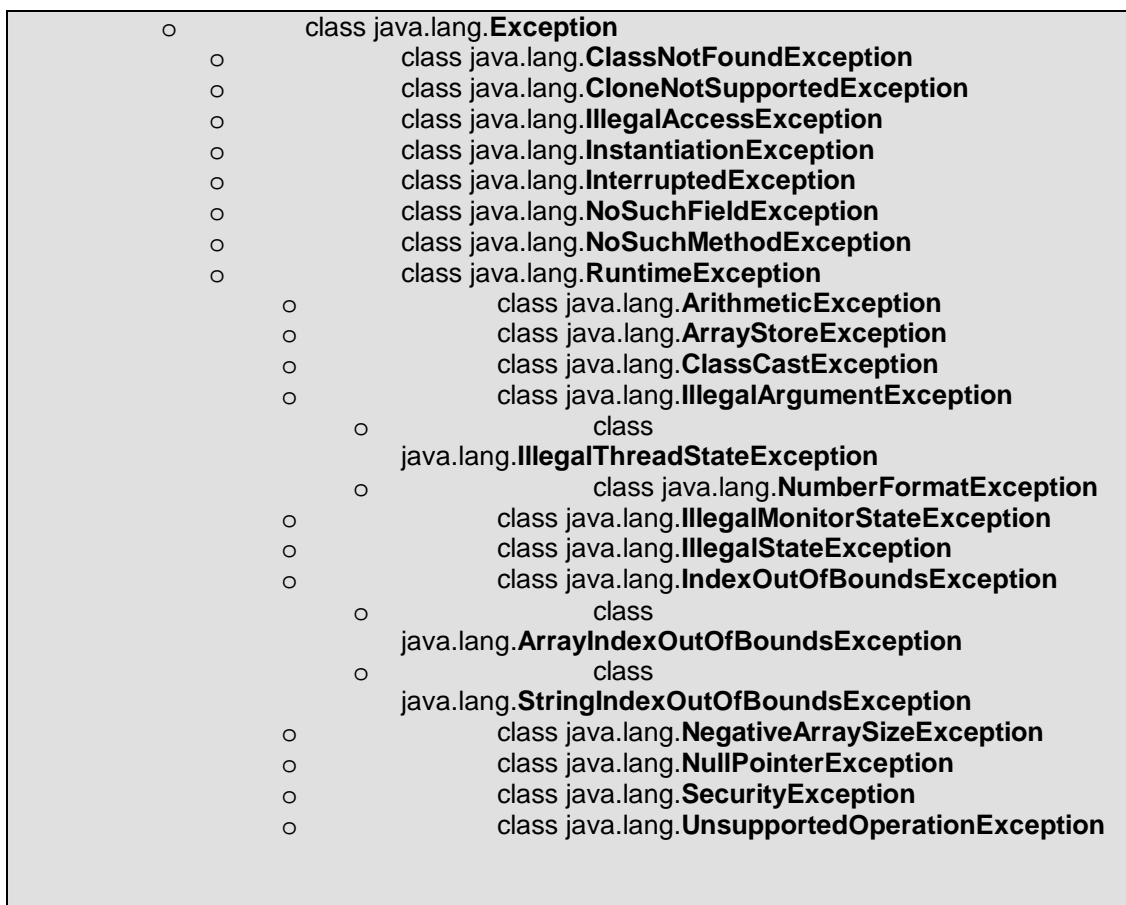 o class java.lang.Exception
o class java.lang.ClassNotFoundException
o class java.lang.CloneNotSupportedException
o class java.lang.IllegalAccessException
o class java.lang.InstantiationException
o class java.lang.InterruptedException
o class java.lang.NoSuchFieldException
o class java.lang.NoSuchMethodException
o class java.lang.RuntimeException
o class java.lang.ArithmeticException
o class java.lang.ArrayStoreException
o class java.lang.ClassCastException
o class java.lang.IllegalArgumentException
o class
java.lang.IllegalThreadStateException
o class java.lang.NumberFormatException
o class java.lang.IllegalMonitorStateException
o class java.lang.IllegalStateException
o class java.lang.IndexOutOfBoundsException
o class
java.lang.ArrayIndexOutOfBoundsException
o class
java.lang.StringIndexOutOfBoundsException
o class java.lang.NegativeArraySizeException
o class java.lang.NullPointerException
o class java.lang.SecurityException
o class java.lang.UnsupportedOperationException